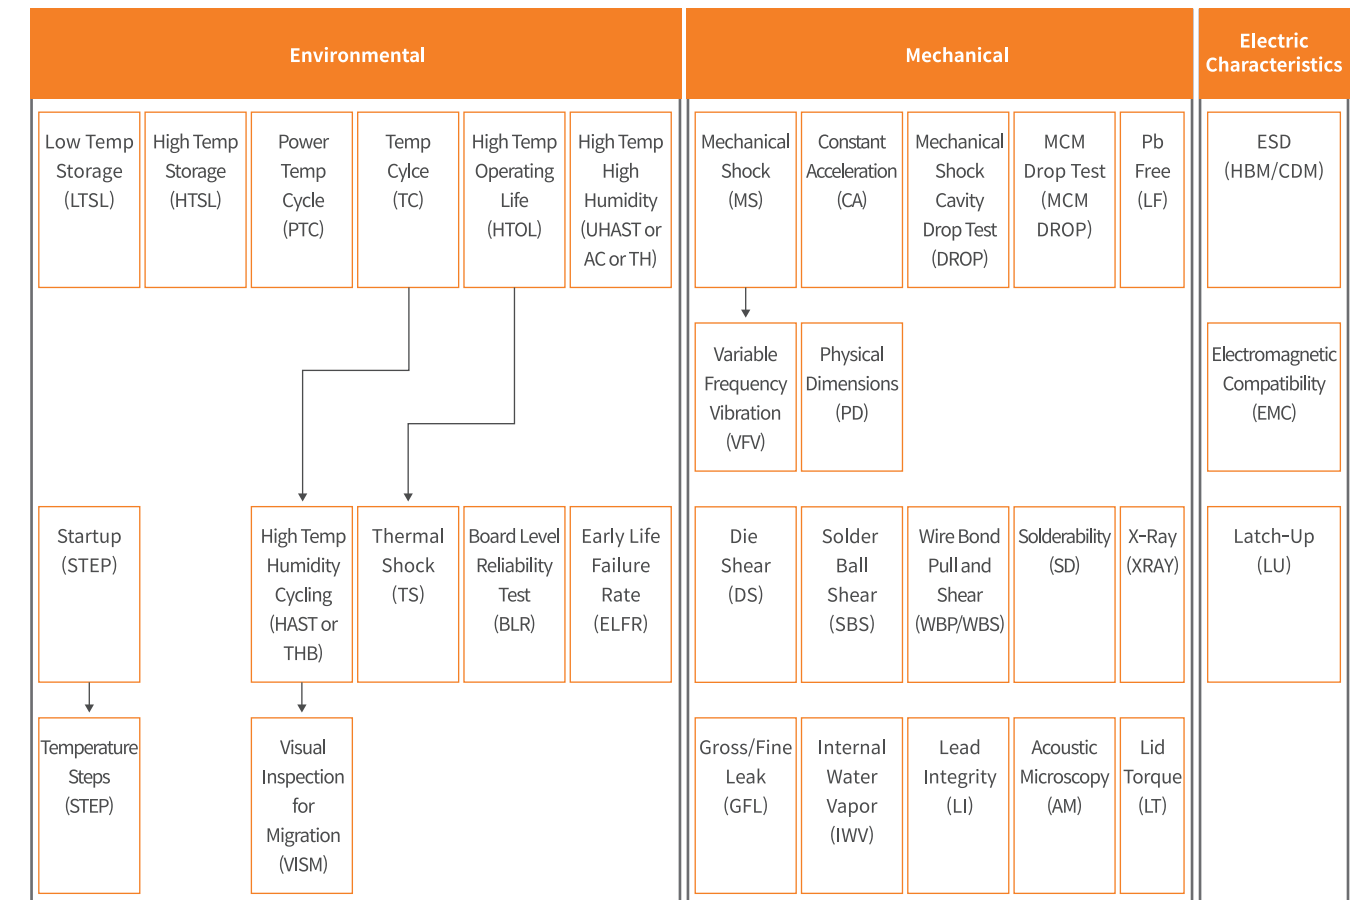 Environmental
Mechanical
Electric
Characteristics
Low Temp
Storage
(LTSL)
High Temp
Storage
(HTSL)
Power
Temp
Cycle
(PTC)
Temp
Cylce
(TC)
High Temp
Operating
Life
(HTOL)
High Temp
High
Humidity
(UHAST or
AC or TH)
Mechanical
Shock
(MS)
Constant
Acceleration
(CA)
Mechanical
Shock
Cavity
Drop Test
(DROP)
MCM
Drop Test
(MCM
DROP)
Pb
Free
(LF)
ESD
(HBM/CDM)
Variable
Frequency
Vibration
(VFV)
Physical
Dimensions
(PD)
Electromagnetic
Compatibility
(EMC)
Startup
(STEP)
High Temp
Humidity
Cycling
(HAST or
THB)
Thermal
Shock
(TS)
Board Level
Reliability
Test
(BLR)
Early Life
Failure
Rate
(ELFR)
Die
Shear
(DS)
Solder
Ball
Shear
(SBS)
Wire Bond
Pull and
Shear
(WBP/WBS)
Solderability
(SD)
X-Ray
(XRAY)
Latch-Up
(LU)
Temperature
Steps
(STEP)
Visual
Inspection
for
Migration
(VISM)
Gross/Fine
Leak
(GFL)
Internal
Water
Vapor
(IWV)
Lead
Integrity
(LI)
Acoustic
Microscopy
(AM)
Lid
Torque
(LT)